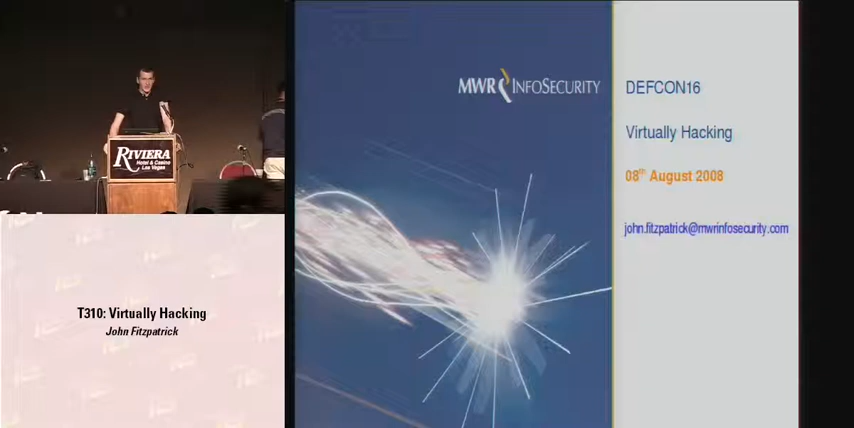 RIVIERA
Hotel & Casino
Las Vegas
T310: Virtually Hacking
John Fitzpatrick
MWR INFOSECURITY
DEFCON16
Virtually Hacking
08th August 2008
john.fitzpatrick@mwrinfosecurity.com